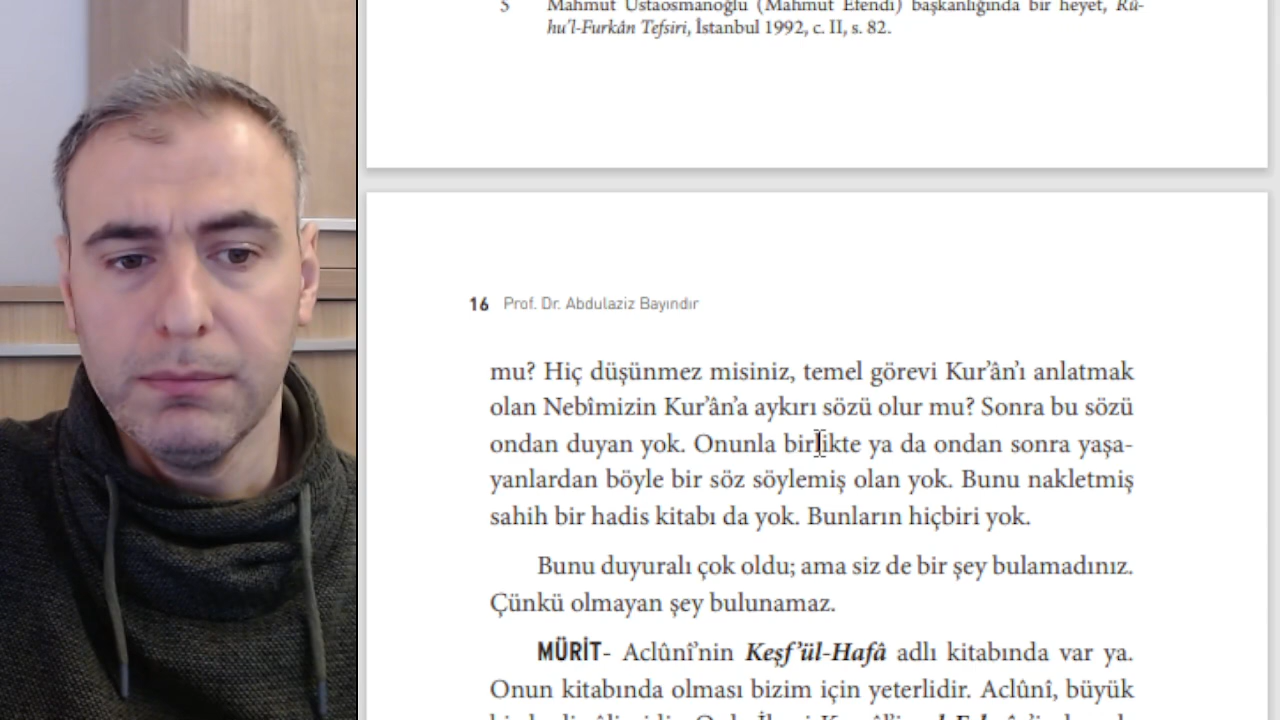 5 Mahmut Ustaosmanoğlu (Mahmut Efendi) başkanlığında bir heyet, Rû-
hu’l-Furkân Tefsiri, İstanbul 1992, c. II, s. 82.
16 Prof. Dr. Abdulaziz Bayındır
mu? Hiç düşünmez misiniz, temel görevi Kur’ân’ı anlatmak
olan Nebîmizin Kur’ân’a aykırı sözü olur mu? Sonra bu sözü
ondan duyan yok. Onunla birlikte ya da ondan sonra yaşa-
yanlardan böyle bir söz söylemiş olan yok. Bunu nakletmiş
sahih bir hadis kitabı da yok. Bunların hiçbiri yok.
Bunu duyuralı çok oldu; ama siz de bir şey bulamadınız.
Çünkü olmayan şey bulunamaz.
MÜRİT- Aclûnî’nin Keşf’ül-Hafâ adlı kitabında var ya.
Onun kitabında olması bizim için yeterlidir. Aclûnî, büyük